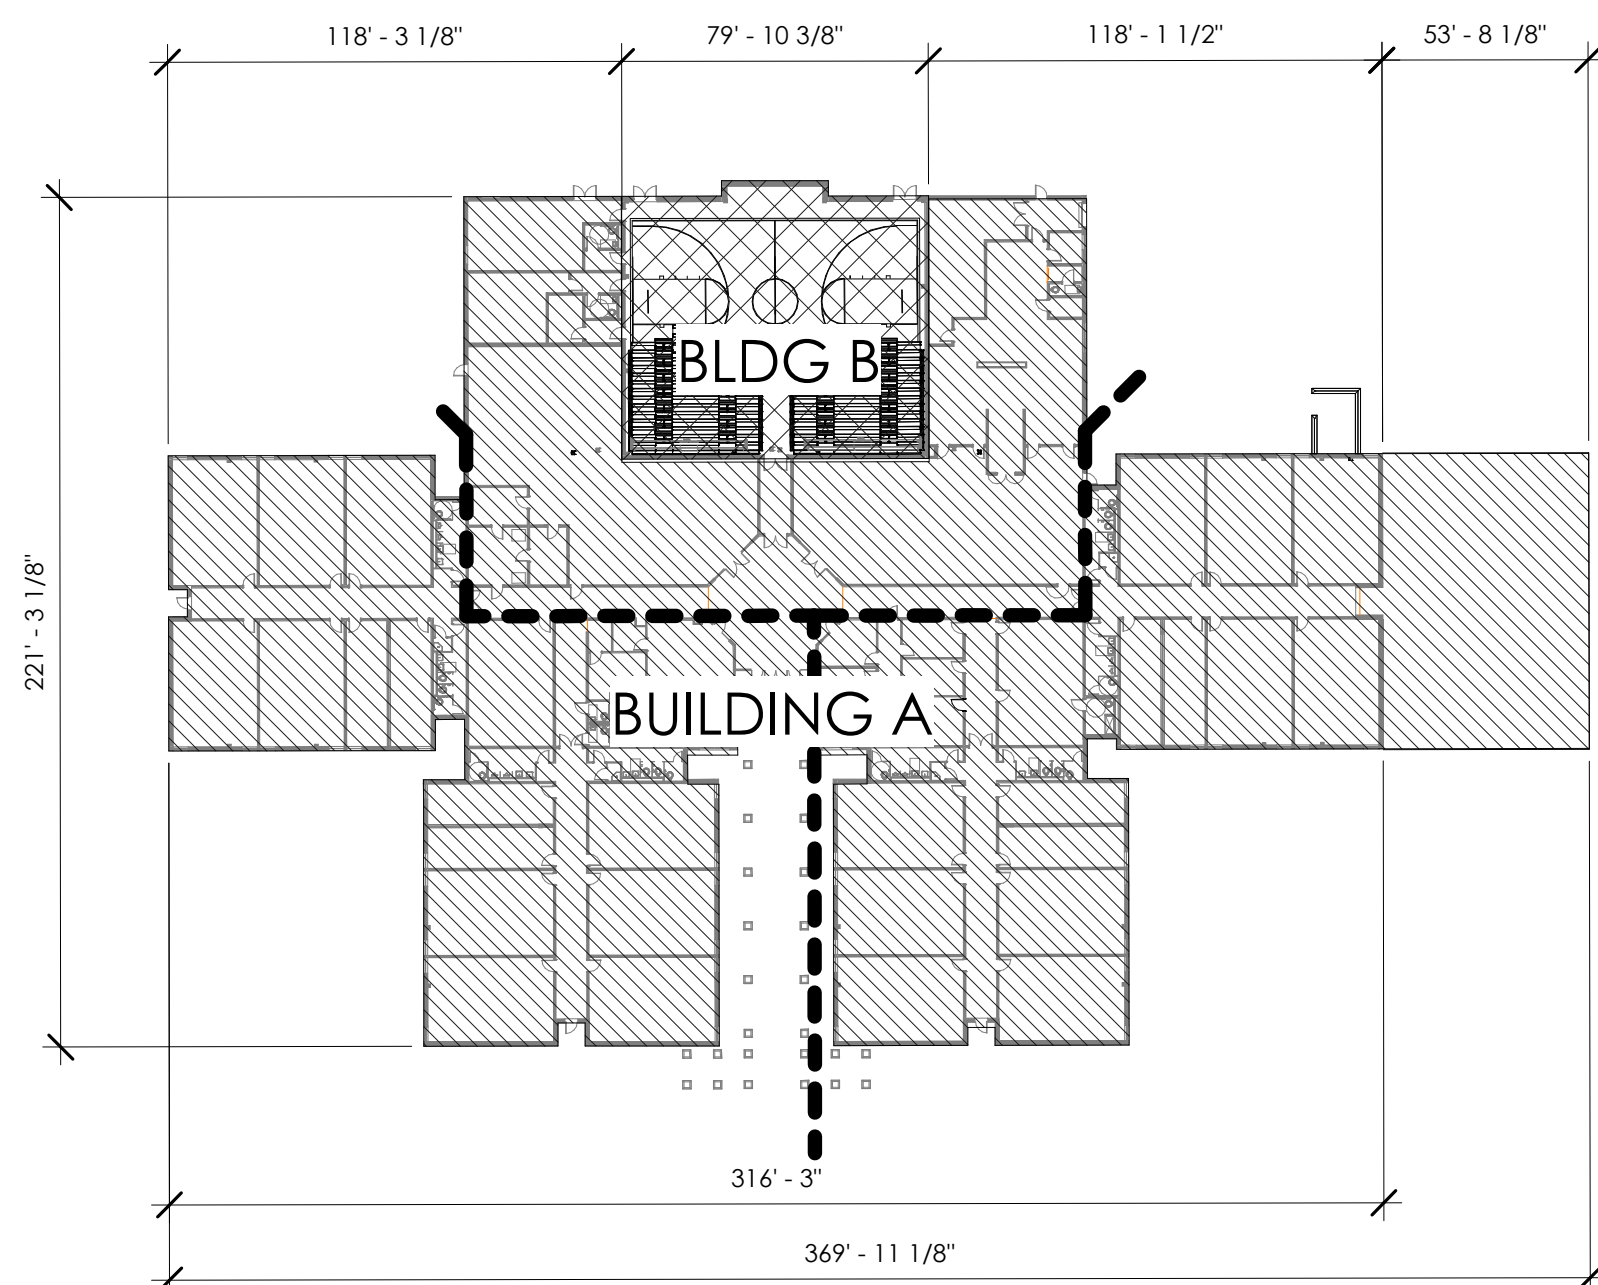 118' - 3 1/8"
79' - 10 3/8"
118' - 1 1/2"
53' - 8 1/8"
BLDG B
221' - 3 1/8"
BUILDING A
316' - 3"
369' - 11 1/8"